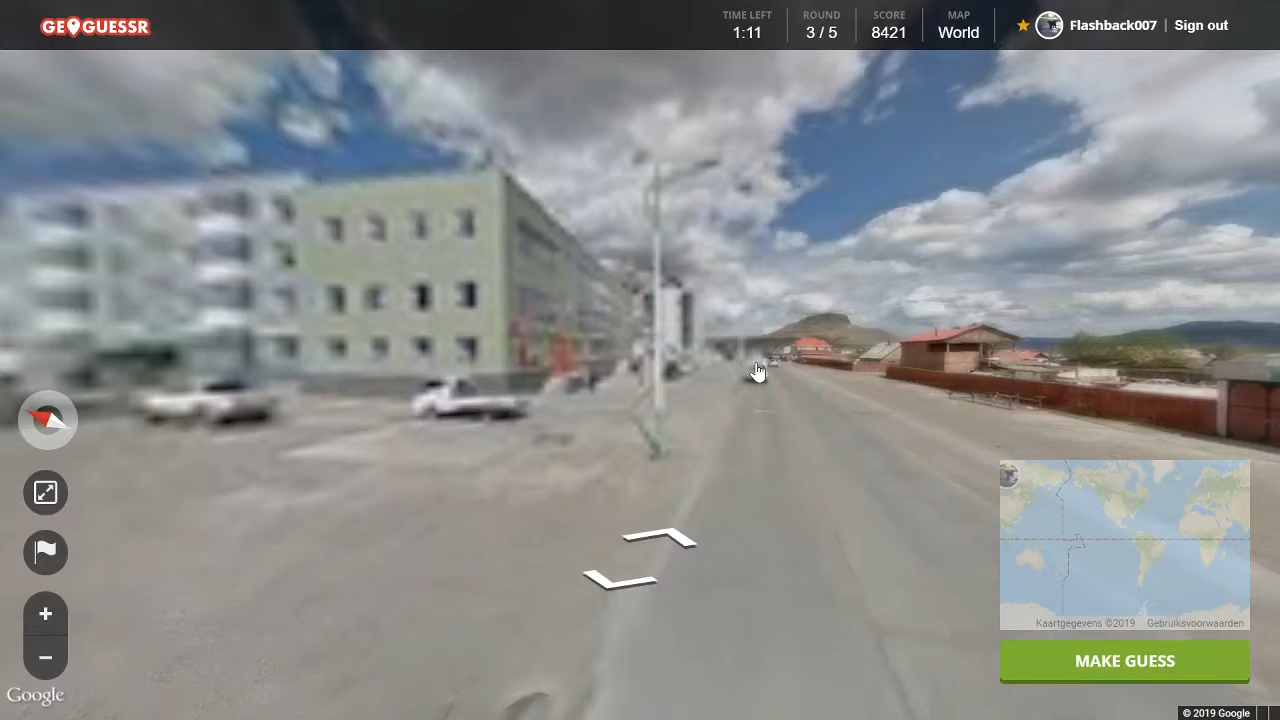 GEOGUESSR
TIME LEFT
1:11
ROUND
3 / 5
SCORE
8421
MAP
World
Flashback007 | Sign out
Kaartgegevens ©2019 Gebruiksvoorwaarden
MAKE GUESS
Google
© 2019 Google